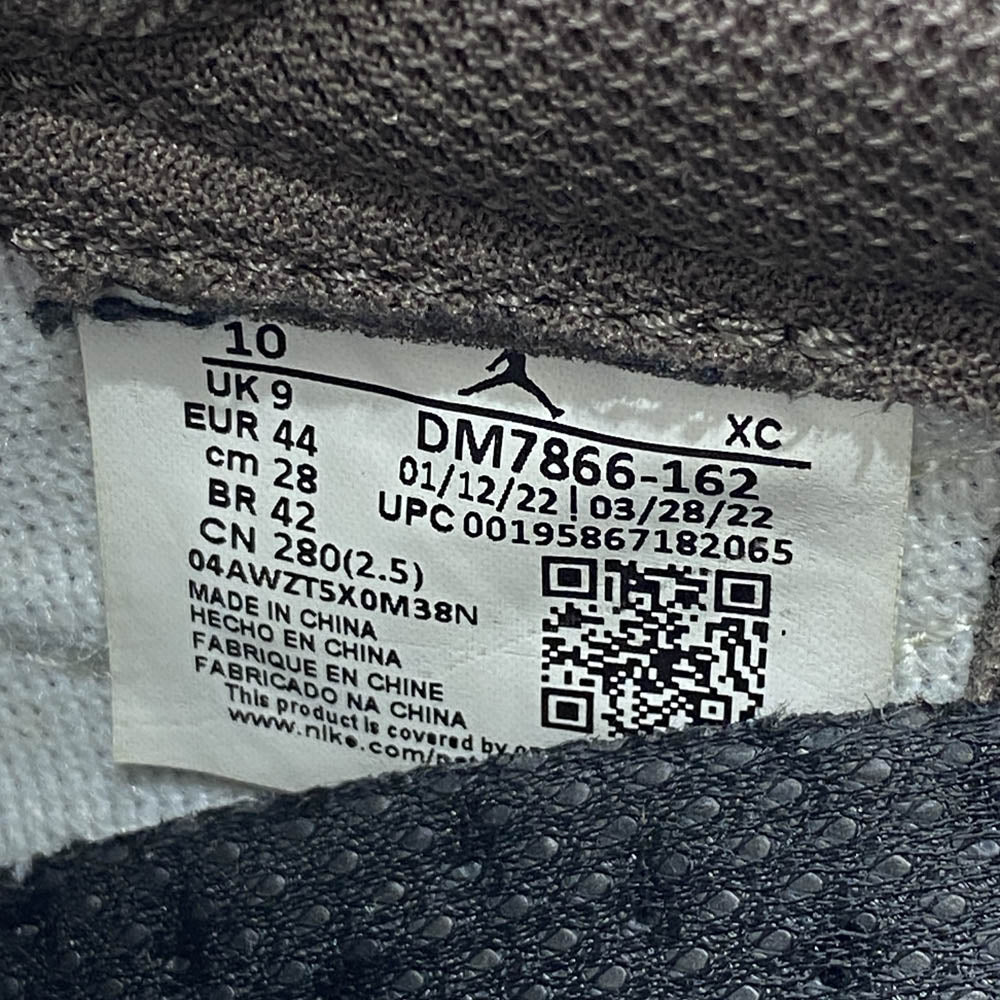 10
UK 9
EUR 44
cm 28
BR 42
CN 280(2.5)
04AWZT5X0M38N
MADE IN CHINA
HECHO EN CHINA
FABRIQUE EN CHINE
FABRICADO NA CHINA
This product is covered by
www.nike.com/pat
XC
DM7866-162
01/12/22 | 03/28/22
UPC 00195867182065